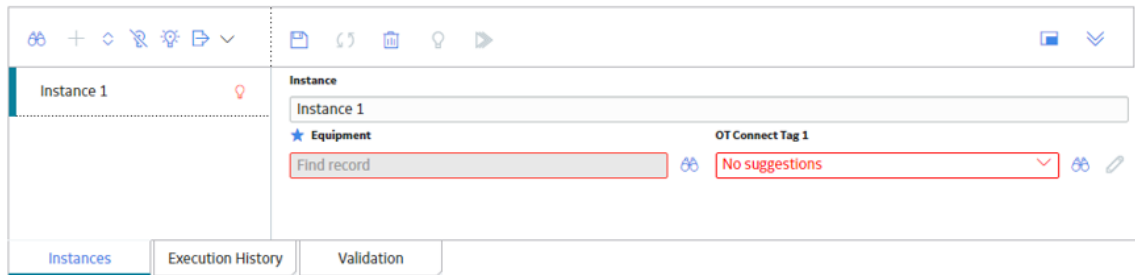 Instance 1
Instance
Instance 1
Equipment
OT Connect Tag 1
Find record
No suggestions
Instances
Execution History
Validation